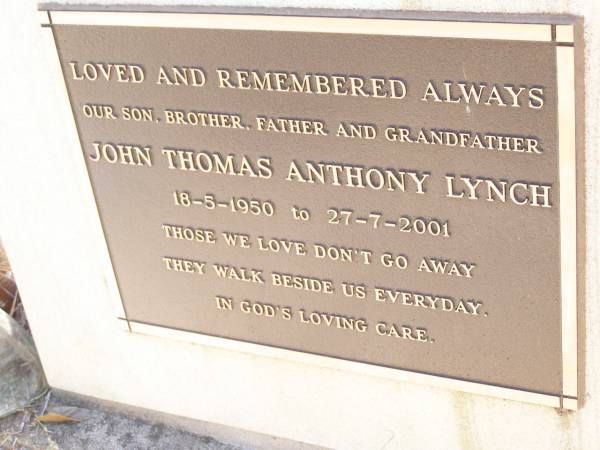 LOVED AND REMEMBERED ALWAYS
OUR SON, BROTHER, FATHER AND GRANDFATHER
JOHN THOMAS ANTHONY LYNCH
18-5-1950 to 27-7-2001
THOSE WE LOVE DON'T GO AWAY
THEY WALK BESIDE US EVERYDAY.
IN GOD'S LOVING CARE.